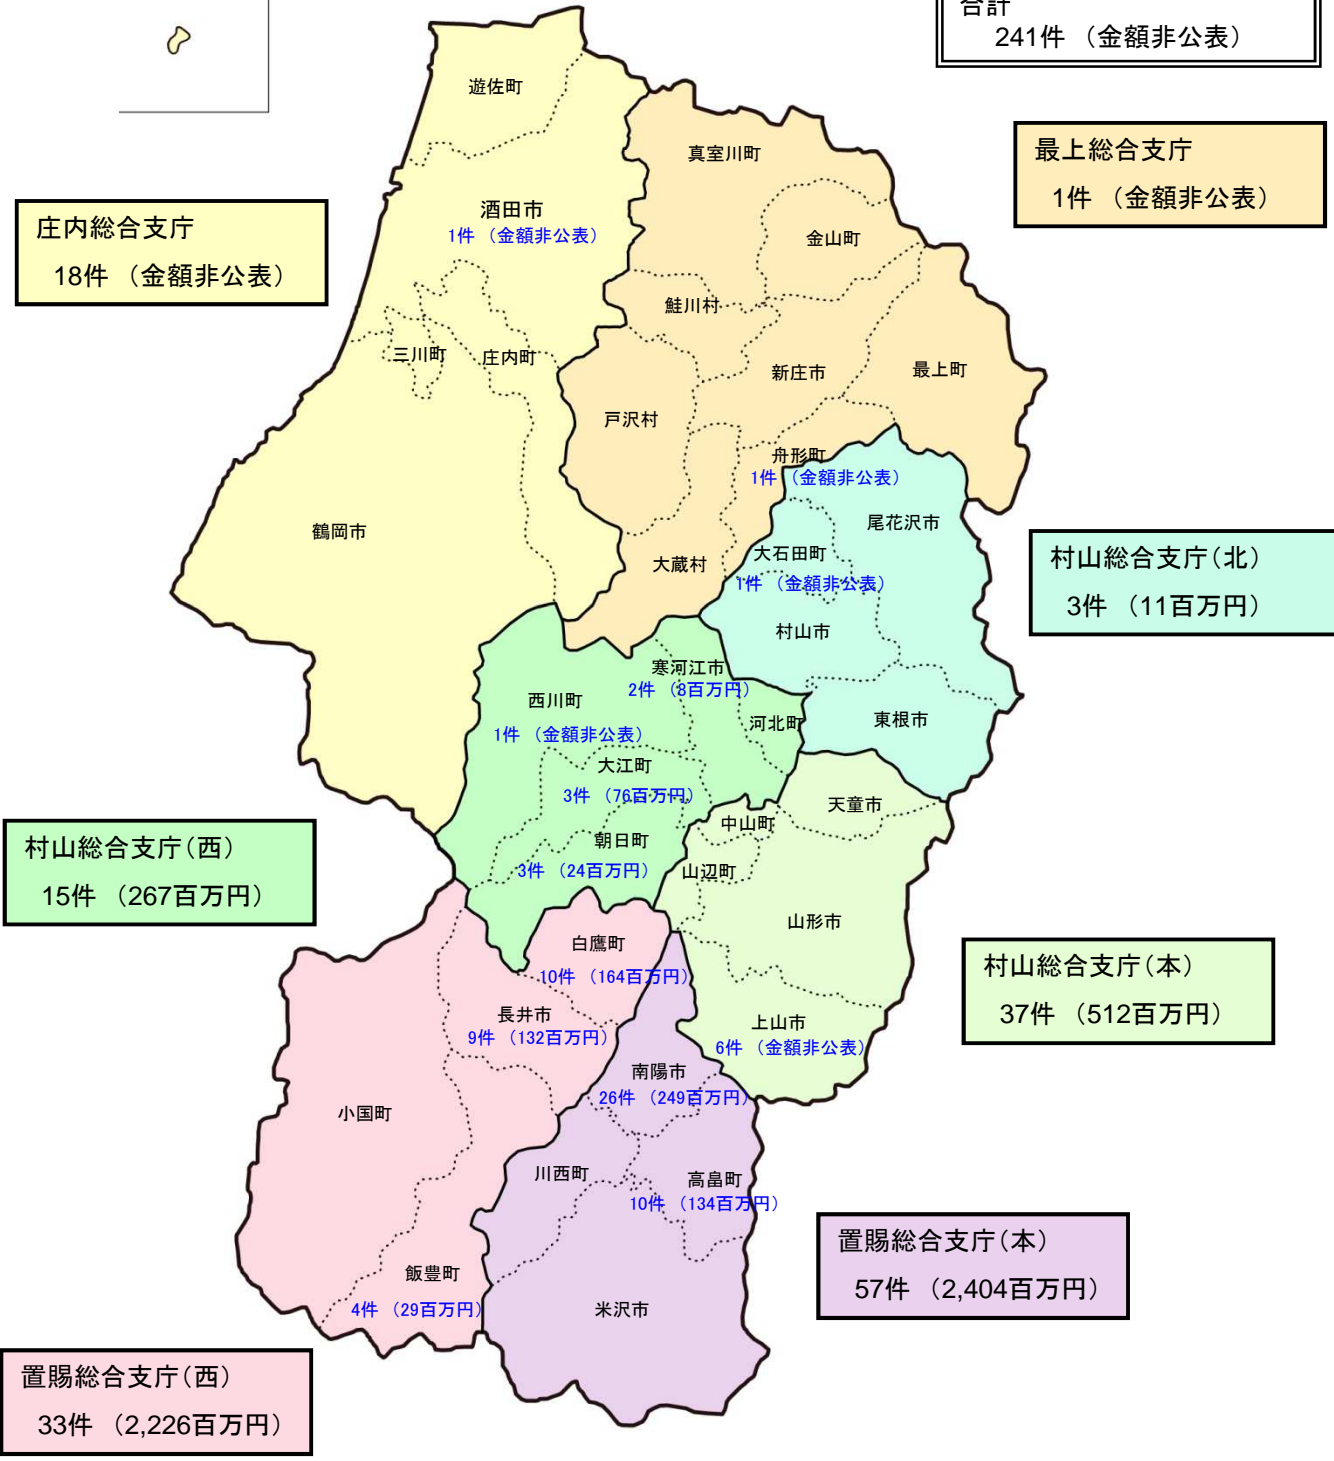 合計
241件 （金額非公表）
遊佐町
真室川町
最上総合支庁
1件 （金額非公表）
庄内総合支庁
18件 （金額非公表）
酒田市
1件 （金額非公表）
金山町
鮭川村
三川町
庄内町
新庄市
最上町
戸沢村
舟形町
1件 （金額非公表）
鶴岡市
尾花沢市
大石田町
1件 （金額非公表）
大蔵村
村山総合支庁（北）
3件 （11百万円）
村山市
寒河江市
2件 （8百万円）
西川町
1件 （金額非公表）
河北町
東根市
大江町
3件 （76百万円）
天童市
中山町
朝日町
3件 （24百万円）
山辺町
村山総合支庁（西）
15件 （267百万円）
山形市
白鷹町
10件 （164百万円）
村山総合支庁（本）
37件 （512百万円）
長井市
9件 （132百万円）
上山市
6件 （金額非公表）
南陽市
26件 （249百万円）
小国町
川西町
高畠町
10件 （134百万円）
置賜総合支庁（本）
57件 （2,404百万円）
飯豊町
4件 （29百万円）
米沢市
置賜総合支庁（西）
33件 （2,226百万円）